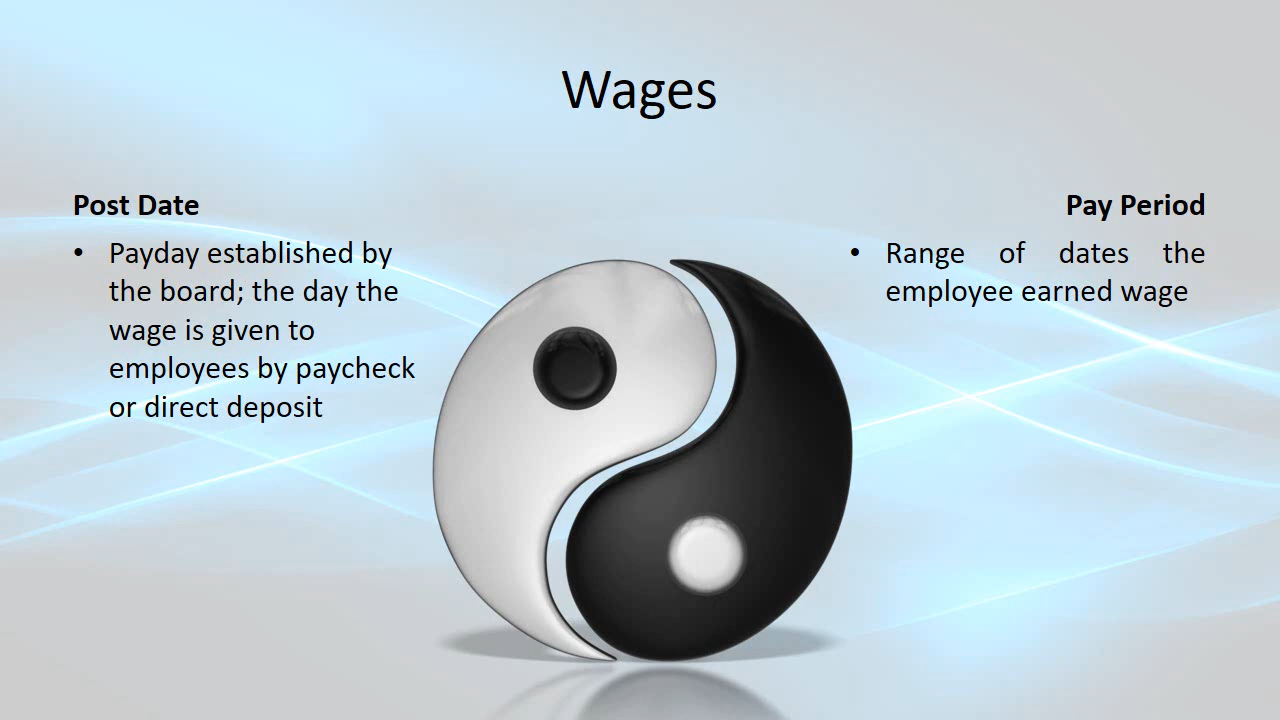 Wages
Post Date
• Payday established by
the board; the day the
wage is given to
employees by paycheck
or direct deposit
Pay Period
• Range of dates the
employee earned wage